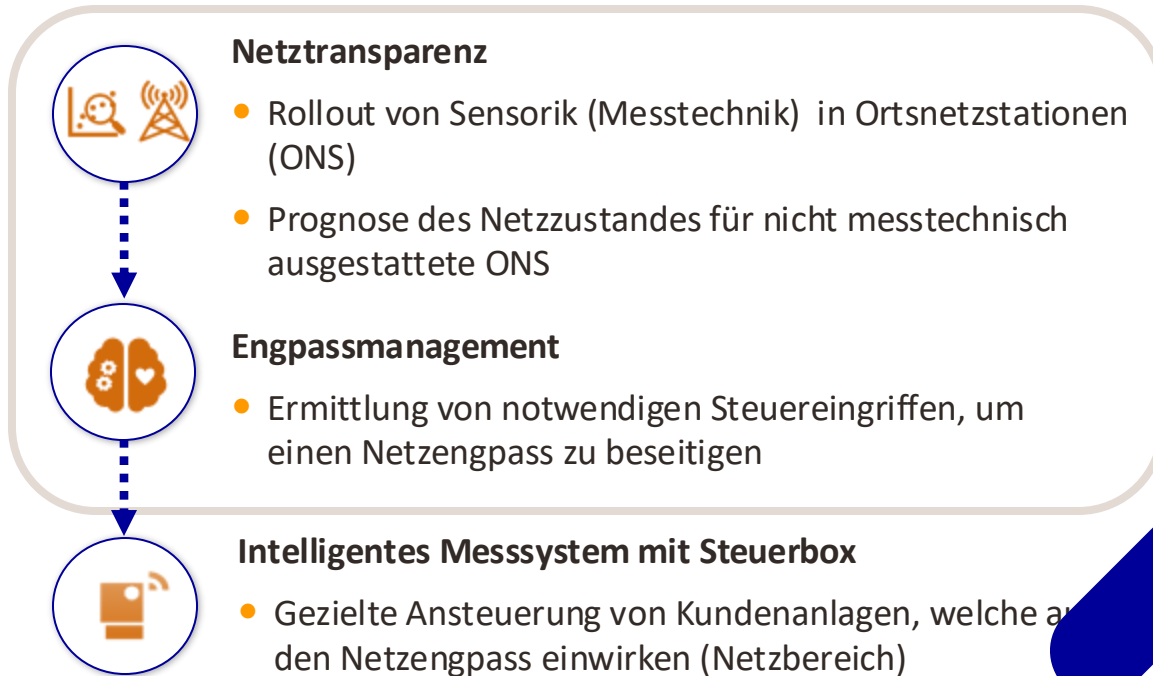 Netztransparenz
• Rollout von Sensorik (Messtechnik) in Ortsnetzstationen
(ONS)
• Prognose des Netzzustandes für nicht messtechnisch
ausgestattete ONS
Engpassmanagement
• Ermittlung von notwendigen Steuereingriffen, um
einen Netzengpass zu beseitigen
Intelligentes Messsystem mit Steuerbox
• Gezielte Ansteuerung von Kundenanlagen, welche
den Netzengpass einwirken (Netzbereich)